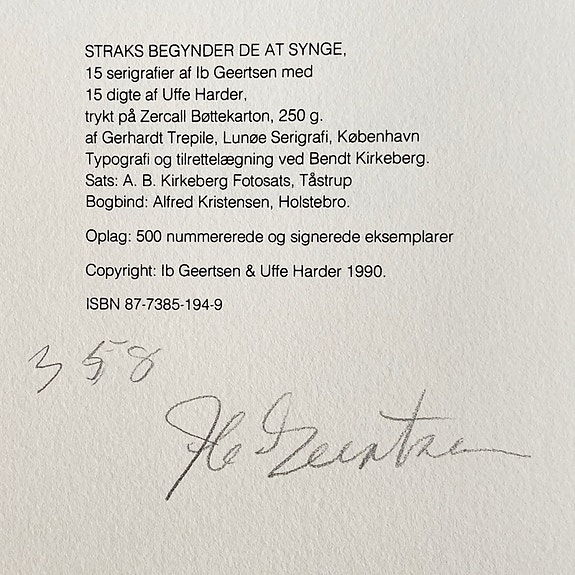 STRAKS BEGYNDER DE AT SYNGE,
15 serigrafier af Ib Geertsen med
15 digte af Uffe Harder,
trykt på Zercall Bøttekarton, 250 g.
af Gerhardt Trepile, Lunøe Serigrafi, København
Typografi og tilrettelægning ved Bendt Kirkeberg.
Sats: A. B. Kirkeberg Fotosats, Tåstrup
Bogbind: Alfred Kristensen, Holstebro.
Oplag: 500 nummererede og signerede eksemplarer
Copyright: Ib Geertsen & Uffe Harder 1990.
ISBN 87-7385-194-9
358
Ib Geertsen